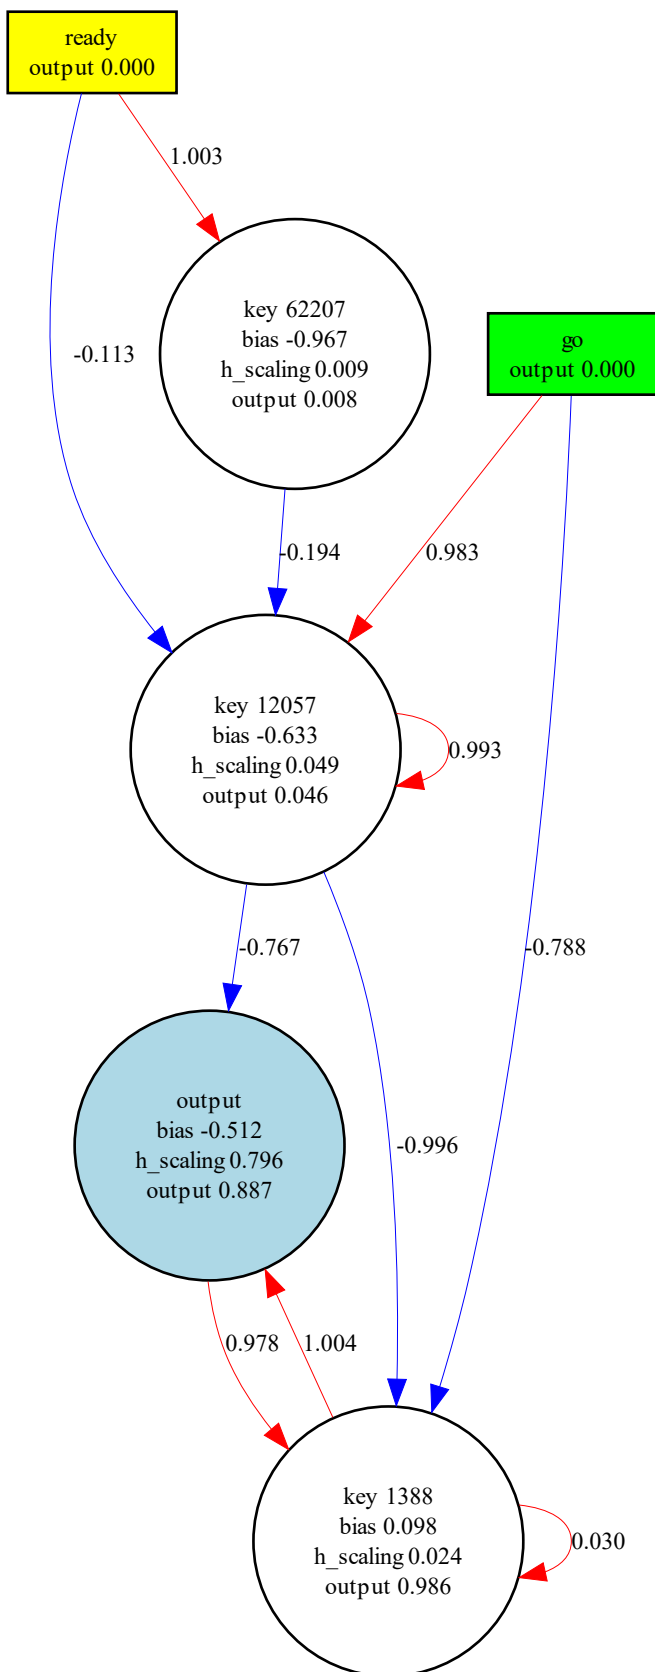 ready
output 0.000
1.003
key 62207
bias -0.967
h_scaling 0.009
output 0.008
go
output 0.000
-0.113
-0.194
0.983
key 12057
bias -0.633
h_scaling 0.049
output 0.046
0.993
-0.767
-0.788
output
bias -0.512
h_scaling 0.796
output 0.887
-0.996
0.978
1.004
key 1388
bias 0.098
h_scaling 0.024
output 0.986
0.030